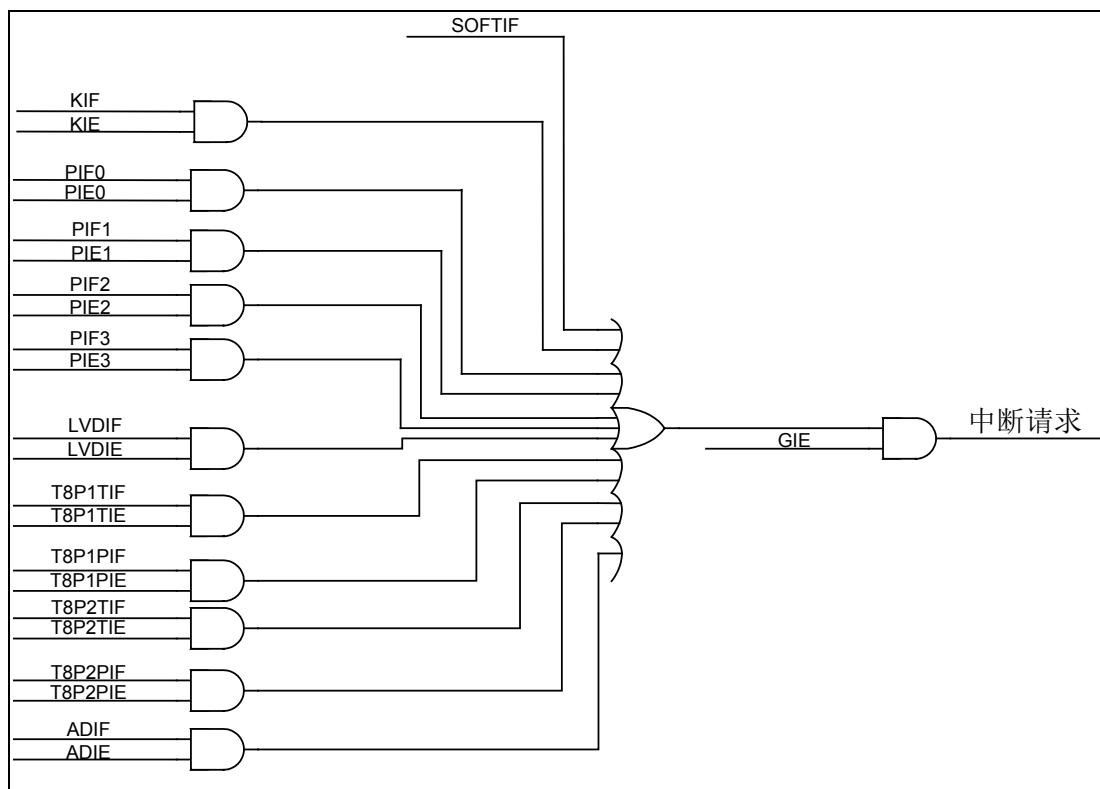 SOFTIF
KIF
KIE
PIF0
PIE0
PIF1
PIE1
PIF2
PIE2
PIF3
PIE3
LVDIF
LVDIE
T8P1TIF
T8P1TIE
T8P1PIF
T8P1PIE
T8P2TIF
T8P2TIE
T8P2PIF
T8P2PIE
ADIF
ADIE
GIE
中断请求